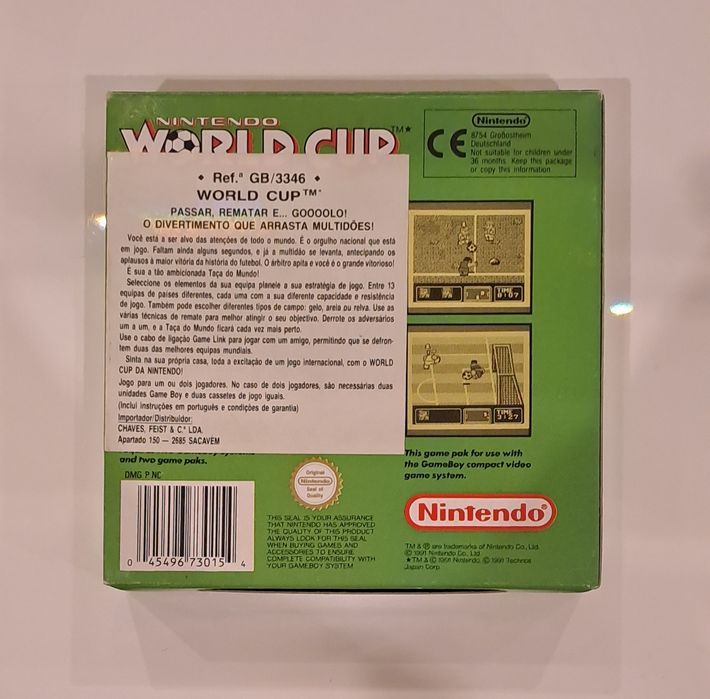 NINTENDO
WORLD CUP™*
Nintendo
CE
8754 Großostheim
Deutschland
Not suitable for children under
36 months. Keep this package
or copy this information.
• Ref.ª GB/3346 •
WORLD CUP™*
PASSAR, REMATAR E... GOOOOLO!
O DIVERTIMENTO QUE ARRASTA MULTIDÕES!
Você está a ser alvo das atenções de todo o mundo. É o orgulho nacional que está
em jogo. Faltam ainda alguns segundos, e já a multidão se levanta, antecipando os
aplausos à maior vitória da história do futebol. O árbitro apita e você é o grande vitorioso!
É sua a tão ambicionada Taça do Mundo!
Seleccione os elementos da sua equipa planeie a sua estratégia de jogo. Entre 13
equipas de países diferentes, cada uma com a sua diferente capacidade e resistência
de jogo. Também pode escolher diferentes tipos de campo: gelo, areia ou relva. Use as
várias técnicas de remate para melhor atingir o seu objectivo. Derrote os adversários
um a um, e a Taça do Mundo ficará cada vez mais perto.
Use o cabo de ligação Game Link para jogar com um amigo, permitindo que se defron-
tem duas das melhores equipas mundiais.
Sinta na sua própria casa, toda a excitação de um jogo internacional, com o WORLD
CUP DA NINTENDO!
Jogo para um ou dois jogadores. No caso de dois jogadores, são necessárias duas
unidades Game Boy e duas cassetes de jogo iguais.
(Inclui instruções em português e condições de garantia)
Importador/Distribuidor:
CHAVES, FEIST & C.ª LDA.
Apartado 150 — 2685 SACAVEM
TIME
0:07
TIME
3:27
and two game paks.
This game pak for use with
the GameBoy compact video
game system.
DMG P NC
0 45496 73015 4
Original
Nintendo
Seal of
Quality
THIS SEAL IS YOUR ASSURANCE
THAT NINTENDO HAS APPROVED
THE QUALITY OF THIS PRODUCT
ALWAYS LOOK FOR THIS SEAL
WHEN BUYING GAMES AND
ACCESSORIES TO ENSURE
COMPLETE COMPATIBILITY WITH
YOUR GAMEBOY SYSTEM
Nintendo®
TM & ® are trademarks of Nintendo Co., Ltd.
© 1991 Nintendo Co., Ltd.
*TM & © 1991 Nintendo, © 1991 Technos
Japan Corp.